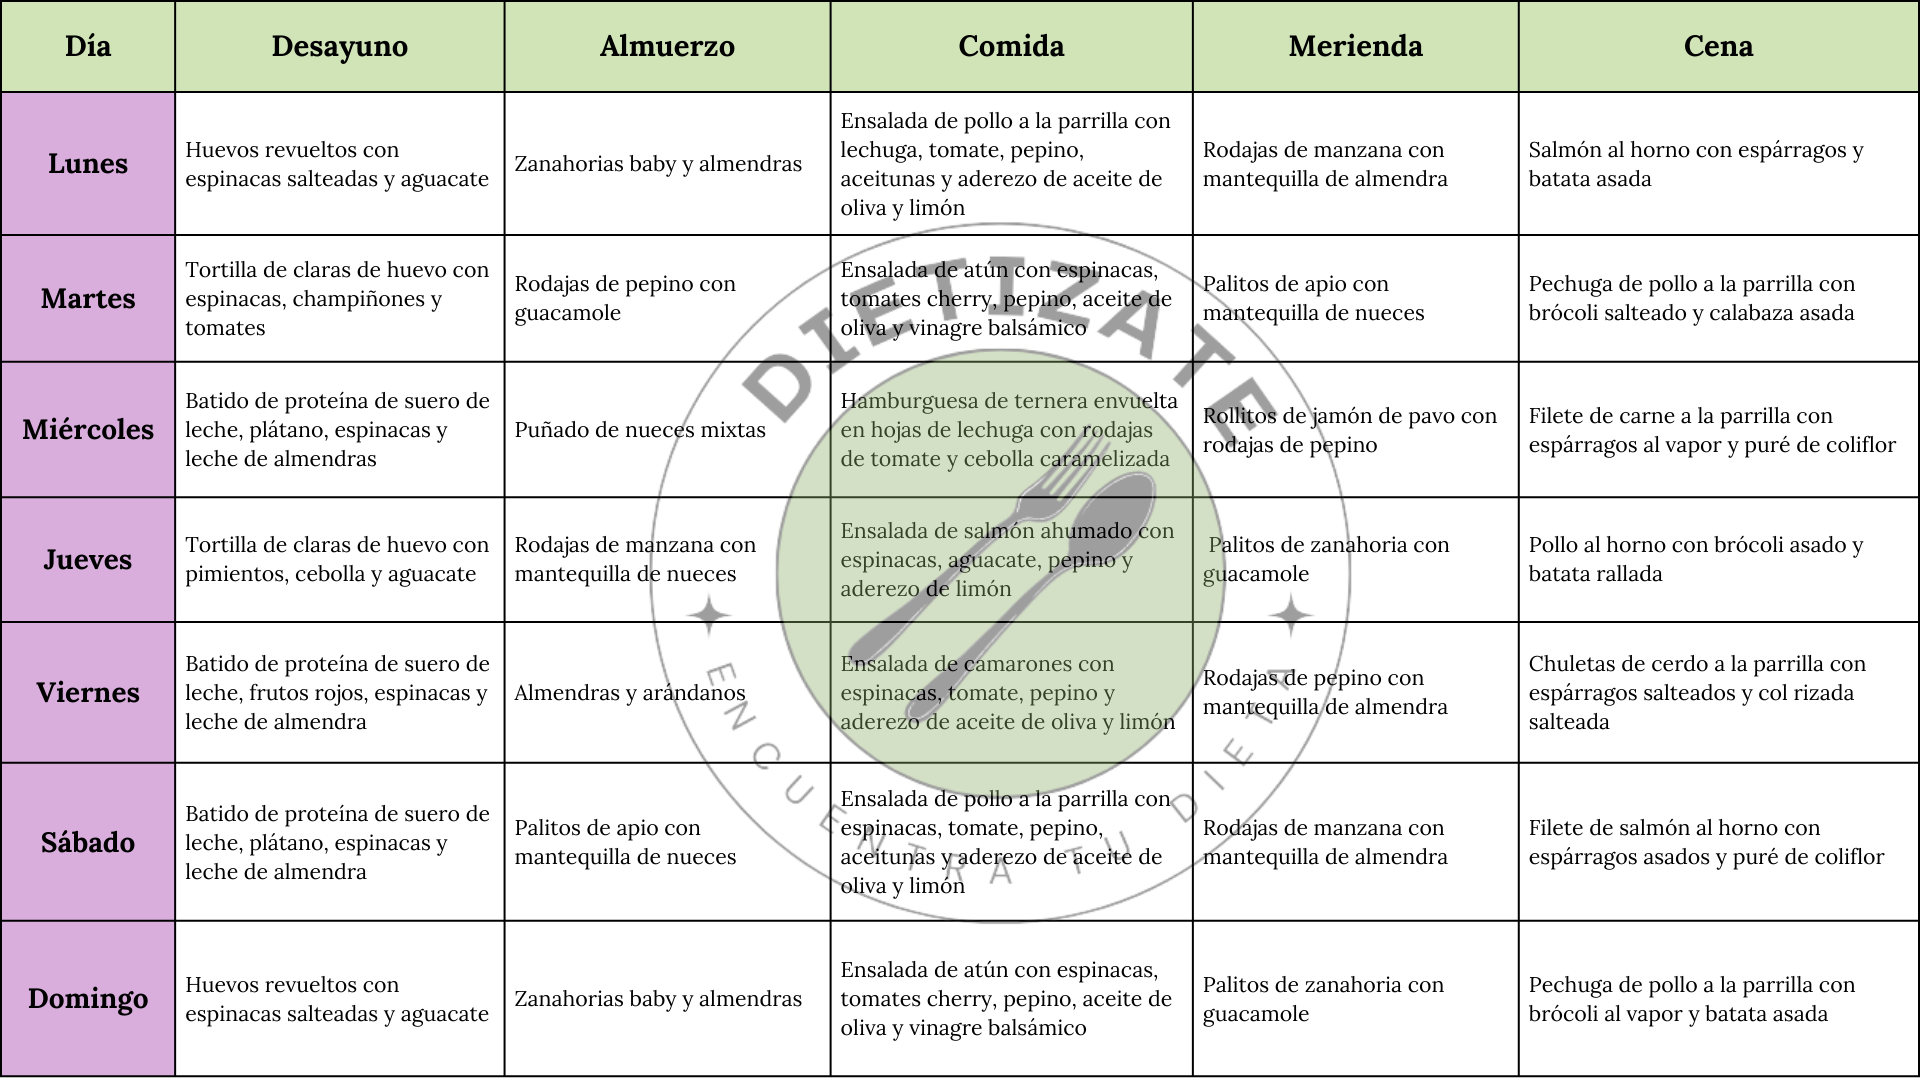 Día
Desayuno
Almuerzo
Comida
Merienda
Cena
Lunes
Huevos revueltos con
espinacas salteadas y aguacate
Zanahorias baby y almendras
Ensalada de pollo a la parrilla con
lechuga, tomate, pepino,
aceitunas y aderezo de aceite de
oliva y limón
Rodajas de manzana con
mantequilla de almendra
Salmón al horno con espárragos y
batata asada
Martes
Tortilla de claras de huevo con
espinacas, champiñones y
tomates
Rodajas de pepino con
guacamole
Ensalada de atún con espinacas,
tomates cherry, pepino, aceite de
oliva y vinagre balsámico
Palitos de apio con
mantequilla de nueces
Pechuga de pollo a la parrilla con
brócoli salteado y calabaza asada
Miércoles
Batido de proteína de suero de
leche, plátano, espinacas y
leche de almendras
Puñado de nueces mixtas
Hamburguesa de ternera envuelta
en hojas de lechuga con rodajas
de tomate y cebolla caramelizada
Rollitos de jamón de pavo con
rodajas de pepino
Filete de carne a la parrilla con
espárragos al vapor y puré de coliflor
Jueves
Tortilla de claras de huevo con
pimientos, cebolla y aguacate
Rodajas de manzana con
mantequilla de nueces
Ensalada de salmón ahumado con
espinacas, aguacate, pepino y
aderezo de limón
Palitos de zanahoria con
guacamole
Pollo al horno con brócoli asado y
batata rallada
Viernes
Batido de proteína de suero de
leche, frutos rojos, espinacas y
leche de almendra
Almendras y arándanos
Ensalada de camarones con
espinacas, tomate, pepino y
aderezo de aceite de oliva y limón
Rodajas de pepino con
mantequilla de almendra
Chuletas de cerdo a la parrilla con
espárragos salteados y col rizada
salteada
Sábado
Batido de proteína de suero de
leche, plátano, espinacas y
leche de almendra
Palitos de apio con
mantequilla de nueces
Ensalada de pollo a la parrilla con
espinacas, tomate, pepino,
aceitunas y aderezo de aceite de
oliva y limón
Rodajas de manzana con
mantequilla de almendra
Filete de salmón al horno con
espárragos asados y puré de coliflor
Domingo
Huevos revueltos con
espinacas salteadas y aguacate
Zanahorias baby y almendras
Ensalada de atún con espinacas,
tomates cherry, pepino, aceite de
oliva y vinagre balsámico
Palitos de zanahoria con
guacamole
Pechuga de pollo a la parrilla con
brócoli al vapor y batata asada
DIETIZATE
ENCUENTRA TU DIETA